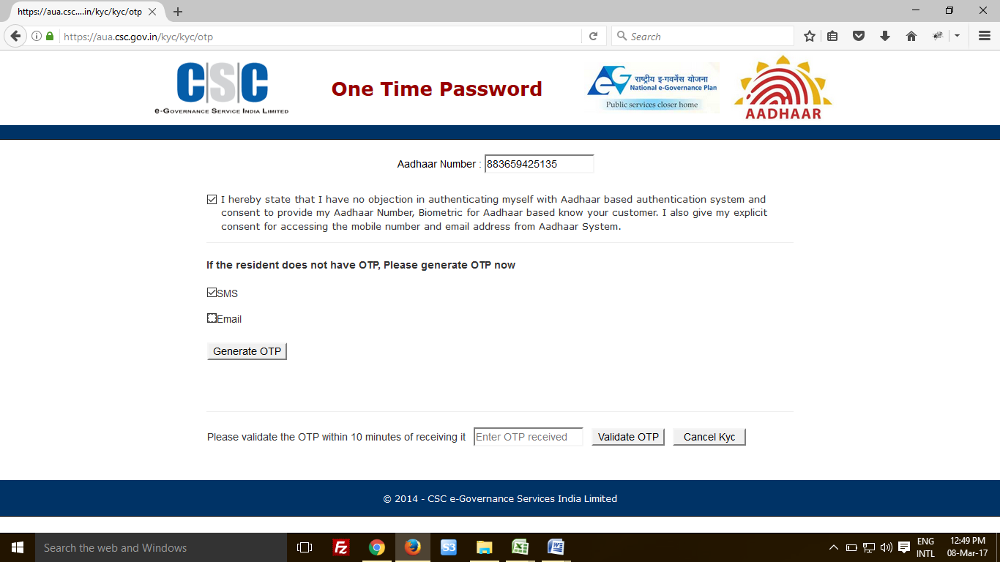 https://aua.csc....in/kyc/kyc/otp
https://aua.csc.gov.in/kyc/kyc/otp
Search
CSC
e-Governance Service India Limited
One Time Password
राष्ट्रीय इ-गवर्नेंस योजना
National e-Governance Plan
Public services closer home
AADHAAR
Aadhaar Number : 883659425135
I hereby state that I have no objection in authenticating myself with Aadhaar based authentication system and
consent to provide my Aadhaar Number, Biometric for Aadhaar based know your customer. I also give my explicit
consent for accessing the mobile number and email address from Aadhaar System.
If the resident does not have OTP, Please generate OTP now
SMS
Email
Generate OTP
Please validate the OTP within 10 minutes of receiving it Enter OTP received Validate OTP Cancel Kyc
© 2014 - CSC e-Governance Services India Limited
Search the web and Windows
Fz
S3
ENG
INTL
12:49 PM
08-Mar-17